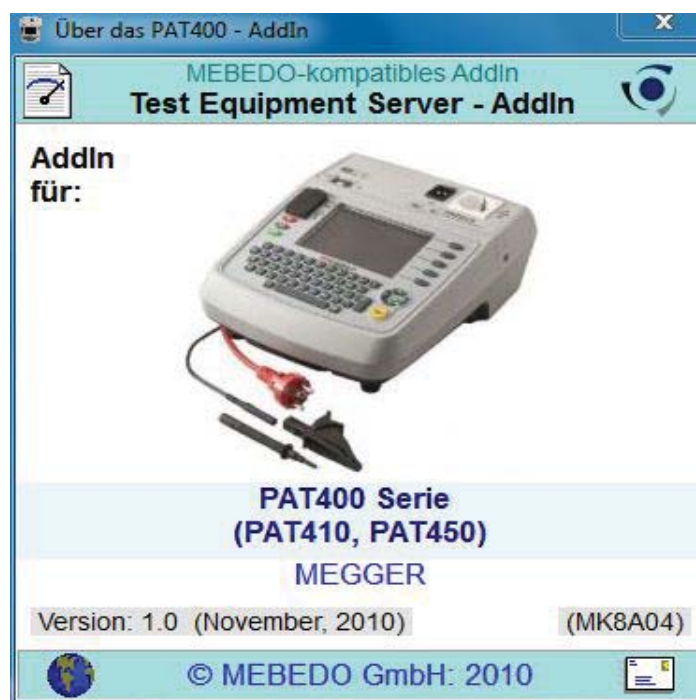 Über das PAT400 - AddIn
MEBEDO-kompatibles AddIn
Test Equipment Server - AddIn
AddIn
für:
PAT400 Serie
(PAT410, PAT450)
MEGGER
Version: 1.0 (November, 2010) (MK8A04)
© MEBEDO GmbH: 2010